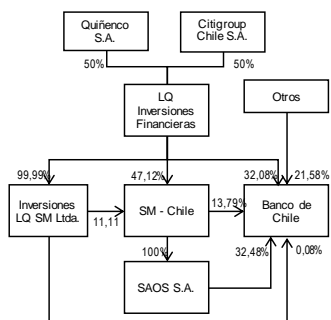 Quiñenco
S.A.
Citigroup
Chile S.A.
50%
50%
LQ
Inversiones
Financieras
Otros
99,99%
47,12%
32,08%
21,58%
Inversiones
LQ SM Ltda.
11,11
SM - Chile
13,79%
Banco de
Chile
100%
32,48%
0,08%
SAOS S.A.